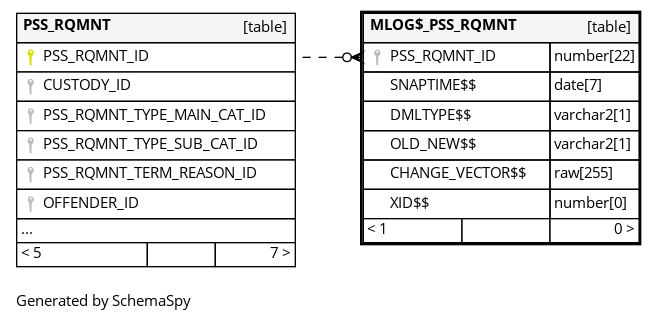 PSS_RQMNT [table]
PSS_RQMNT_ID
CUSTODY_ID
PSS_RQMNT_TYPE_MAIN_CAT_ID
PSS_RQMNT_TYPE_SUB_CAT_ID
PSS_RQMNT_TERM_REASON_ID
OFFENDER_ID
...
< 5 7 >
MLOG$_PSS_RQMNT [table]
PSS_RQMNT_ID number[22]
SNAPTIME$$ date[7]
DMLTYPE$$ varchar2[1]
OLD_NEW$$ varchar2[1]
CHANGE_VECTOR$$ raw[255]
XID$$ number[0]
< 1 0 >
Generated by SchemaSpy